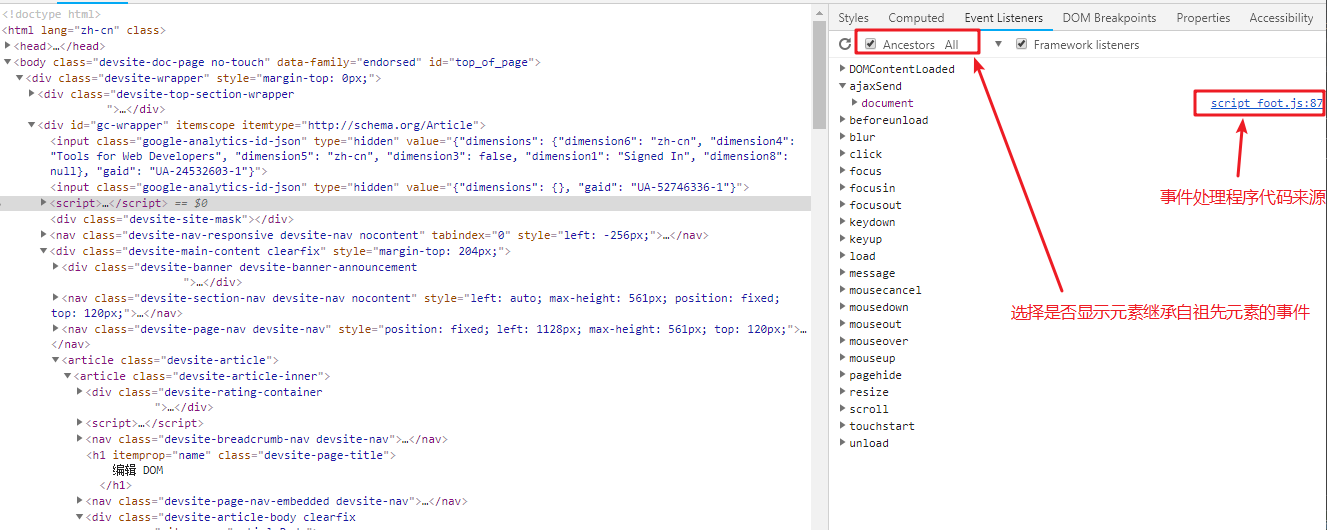 <!doctype html>
<html lang="zh-cn" class>
<head>…</head>
<body class="devsite-doc-page no-touch" data-family="endorsed" id="top_of_page">
<div class="devsite-wrapper" style="margin-top: 0px;">
<div class="devsite-top-section-wrapper
">…</div>
<div id="gc-wrapper" itemscope itemtype="http://schema.org/Article">
<input class="google-analytics-id-json" type="hidden" value="{"dimensions": {"dimension6": "zh-cn", "dimension4":
"Tools for Web Developers", "dimension5": "zh-cn", "dimension3": false, "dimension1": "Signed In", "dimension8":
null}, "gaid": "UA-24532603-1"}">
<input class="google-analytics-id-json" type="hidden" value="{"dimensions": {}, "gaid": "UA-52746336-1"}">
<script>…</script> == $0
<div class="devsite-site-mask"></div>
<nav class="devsite-nav-responsive devsite-nav nocontent" tabindex="0" style="left: -256px;">…</nav>
<div class="devsite-main-content clearfix" style="margin-top: 204px;">
<div class="devsite-banner devsite-banner-announcement
">…</div>
<nav class="devsite-section-nav devsite-nav nocontent" style="left: auto; max-height: 561px; position: fixed;
top: 120px;">…</nav>
<nav class="devsite-page-nav devsite-nav" style="position: fixed; left: 1128px; max-height: 561px; top: 120px;">…
</nav>
<article class="devsite-article">
<article class="devsite-article-inner">
<div class="devsite-rating-container
">…</div>
<script>…</script>
<nav class="devsite-breadcrumb-nav devsite-nav">…</nav>
<h1 itemprop="name" class="devsite-page-title">
编辑 DOM
</h1>
<nav class="devsite-page-nav-embedded devsite-nav">…</nav>
<div class="devsite-article-body clearfix
Styles Computed Event Listeners DOM Breakpoints Properties Accessibility
Ancestors All Framework listeners
DOMContentLoaded
ajaxSend
document script_foot.js:87
beforeunload
blur
click
focus
focusin
focusout
keydown
keyup
load
message
mousecancel
mousedown
mouseout
mouseover
mouseup
pagehide
resize
scroll
touchstart
unload
事件处理程序代码来源
选择是否显示元素继承自祖先元素的事件